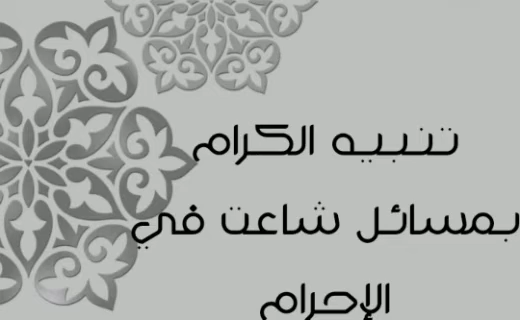 تنبيه الكرام
بمسائل شاعت في
الإحرام